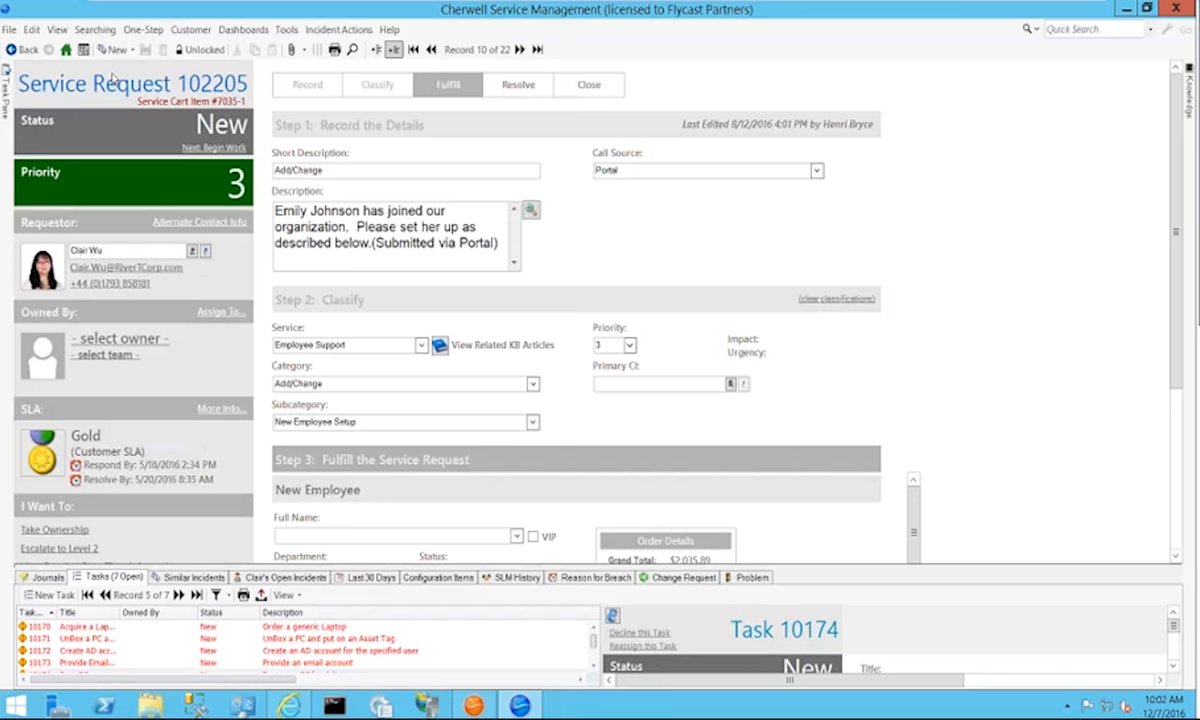 Cherwell Service Management (licensed to Flycast Partners)
File Edit View Searching One-Step Customer Dashboards Tools Incident Actions Help
Quick Search
Back New Unlocked Record 10 of 22
Task Pane
Knowledge
Service Request 102205
Service Cart Item #7035-1
Status
New
Next: Begin Work
Priority
3
Requestor: Alternate Contact Info
Clair Wu
Clair.Wu@RiverTCorp.com
+44 (0)1793 858181
Owned By: Assign To...
- select owner -
- select team -
SLA: More Info...
Gold
(Customer SLA)
Respond By: 5/18/2016 2:34 PM
Resolve By: 5/20/2016 8:35 AM
I Want To:
Take Ownership
Escalate to Level 2
Record Classify Fulfill Resolve Close
Step 1: Record the Details
Last Edited 8/12/2016 4:01 PM by Henri Bryce
Short Description:
Add/Change
Call Source:
Portal
Description:
Emily Johnson has joined our
organization. Please set her up as
described below.(Submitted via Portal)
Step 2: Classify
(clear classifications)
Service:
Employee Support
View Related KB Articles
Priority:
3
Impact:
Urgency:
Category:
Add/Change
Primary CI:
Subcategory:
New Employee Setup
Step 3: Fulfill the Service Request
New Employee
Full Name:
VIP
Department: Status:
Order Details
Grand Total: $2,035.89
Journals Tasks (7 Open) Similar Incidents Clair's Open Incidents Last 30 Days Configuration Items SLM History Reason for Breach Change Request Problem
New Task Record 5 of 7 View
Task... Title Owned By Status Description
10170 Acquire a Lap... New Order a generic Laptop
10171 UnBox a PC a... New UnBox a PC and put on an Asset Tag
10172 Create AD acc... New Create an AD account for the specified user
10173 Provide Email... New Provide an email account
Decline this Task
Reassign this Task
Task 10174
Status
New
Title:
10:02 AM
12/7/2016